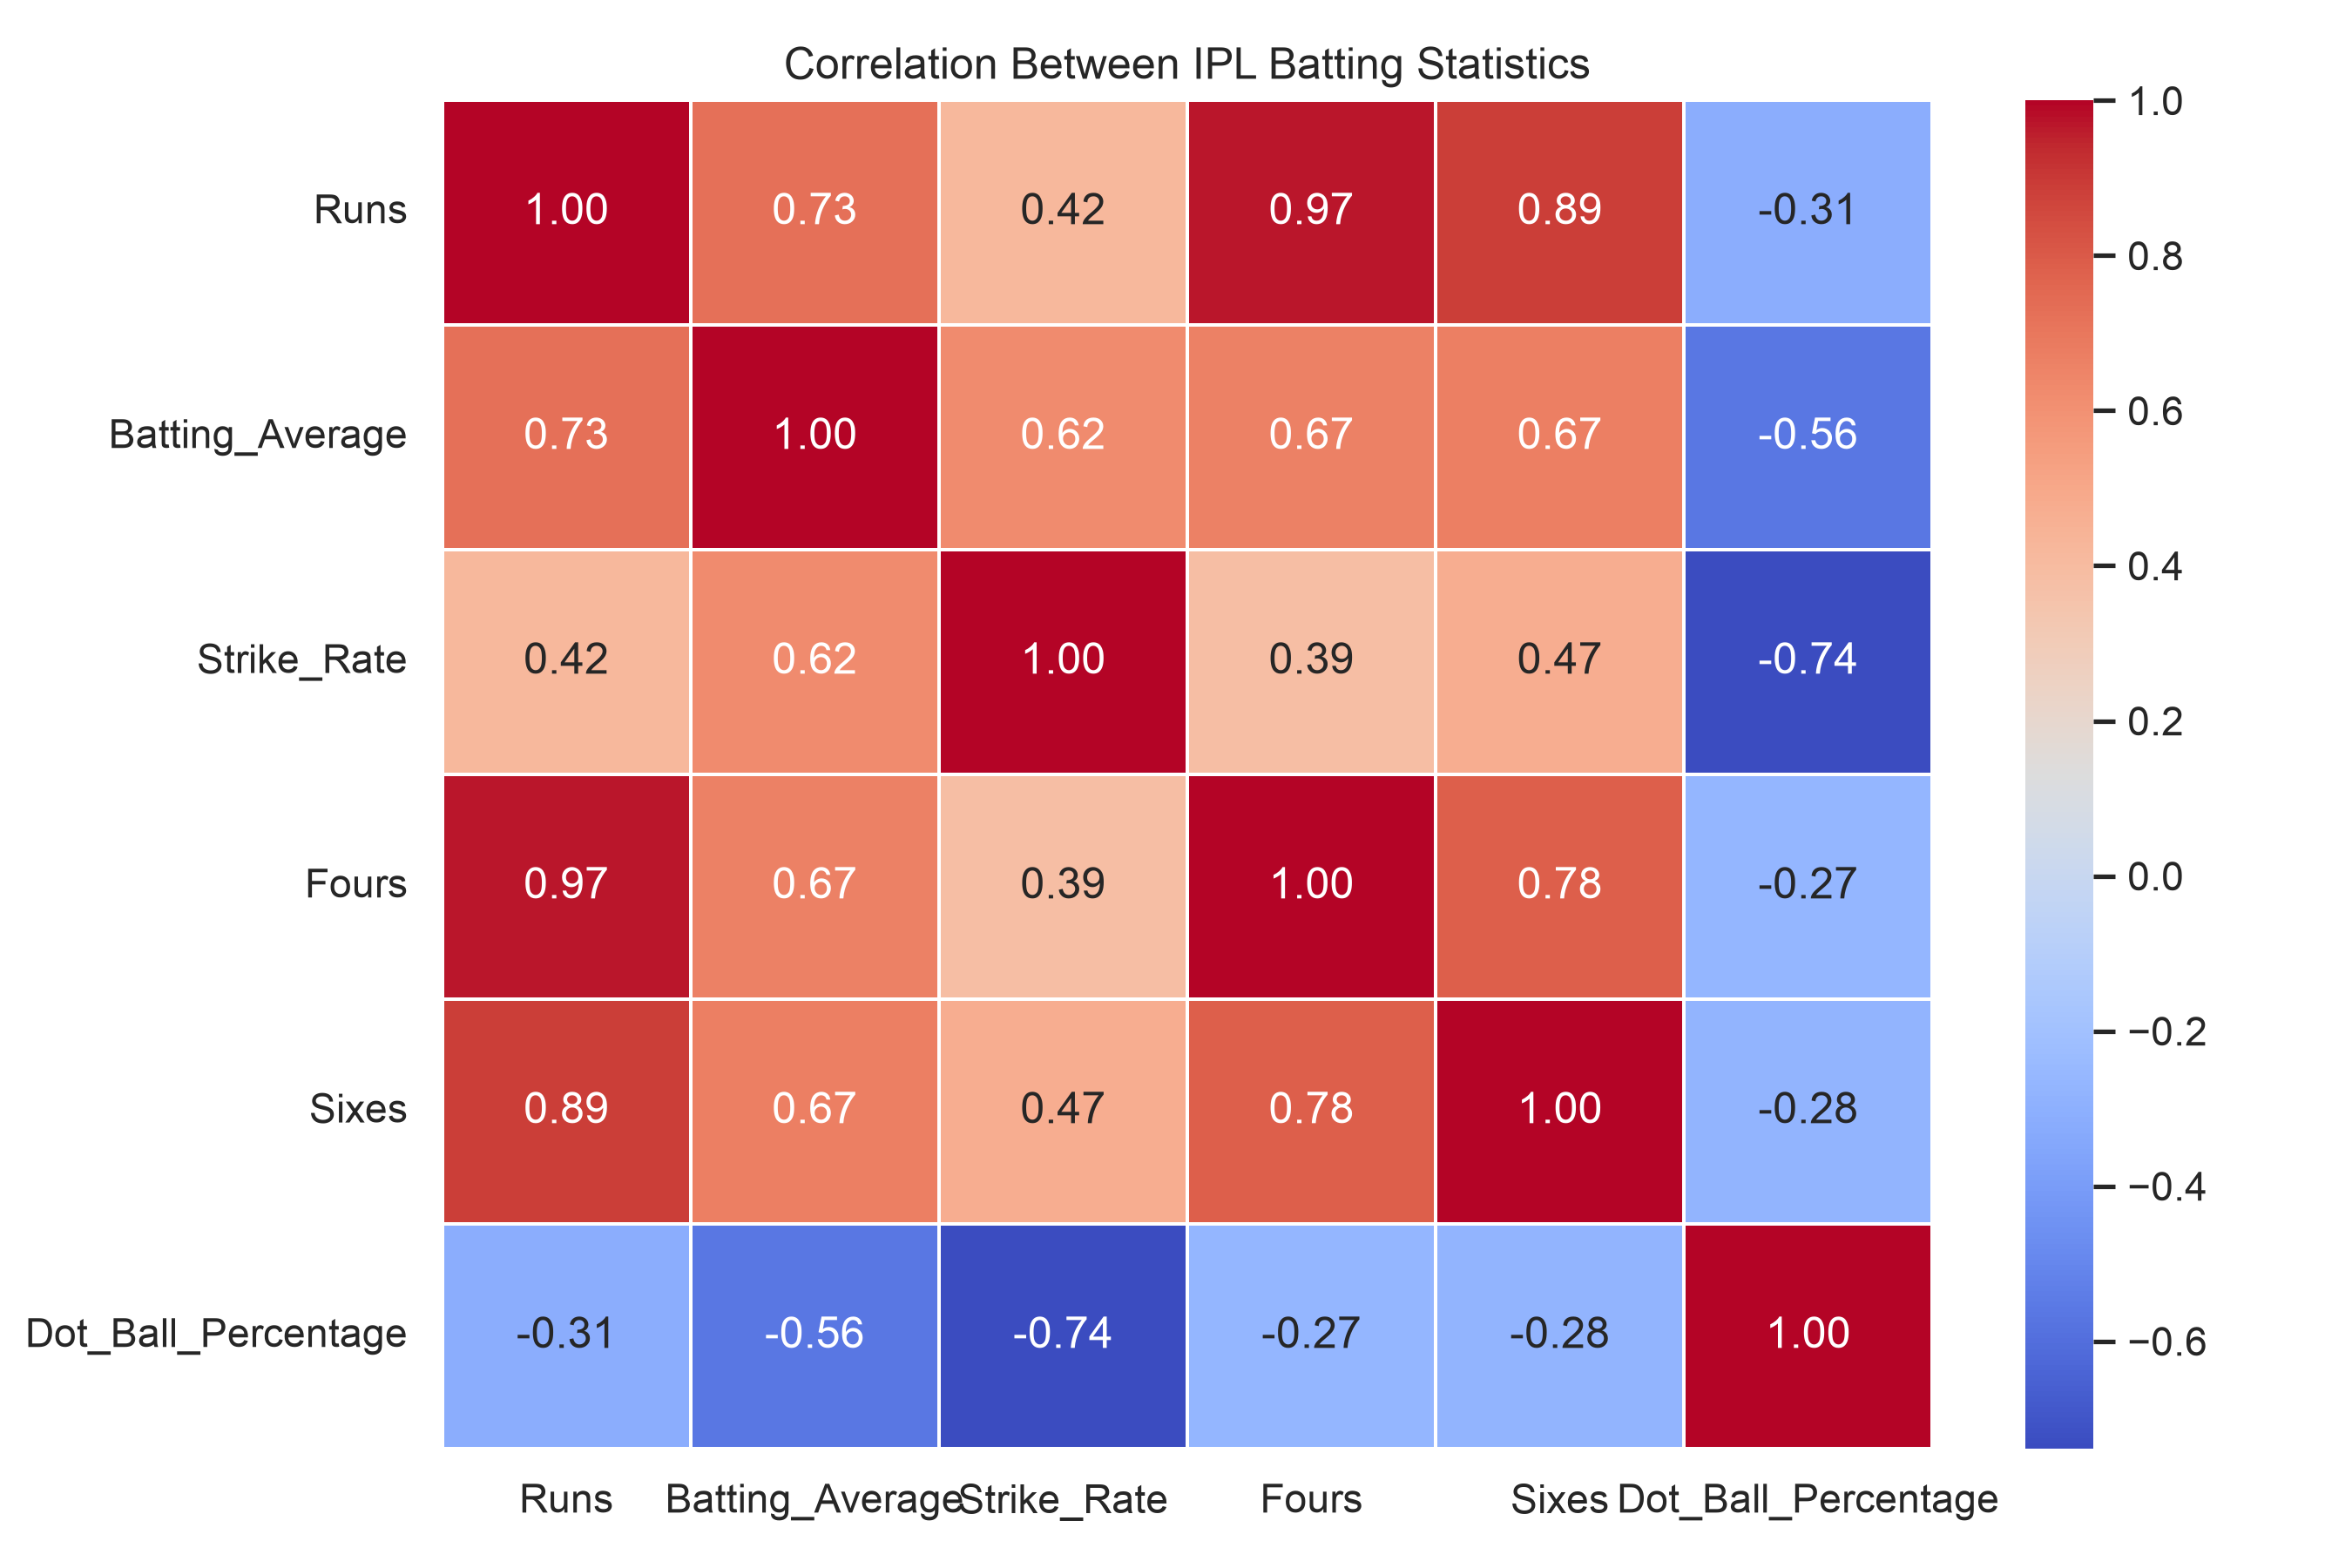 Correlation Between IPL Batting Statistics
Runs 1.00 0.73 0.42 0.97 0.89 -0.31
Batting_Average 0.73 1.00 0.62 0.67 0.67 -0.56
Strike_Rate 0.42 0.62 1.00 0.39 0.47 -0.74
Fours 0.97 0.67 0.39 1.00 0.78 -0.27
Sixes 0.89 0.67 0.47 0.78 1.00 -0.28
Dot_Ball_Percentage -0.31 -0.56 -0.74 -0.27 -0.28 1.00
Runs Batting_Average Strike_Rate Fours Sixes Dot_Ball_Percentage
1.0
0.8
0.6
0.4
0.2
0.0
−0.2
−0.4
−0.6